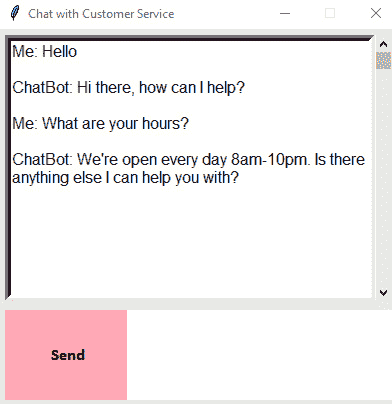 Chat with Customer Service
Me: Hello
ChatBot: Hi there, how can I help?
Me: What are your hours?
ChatBot: We're open every day 8am-10pm. Is there
anything else I can help you with?
Send